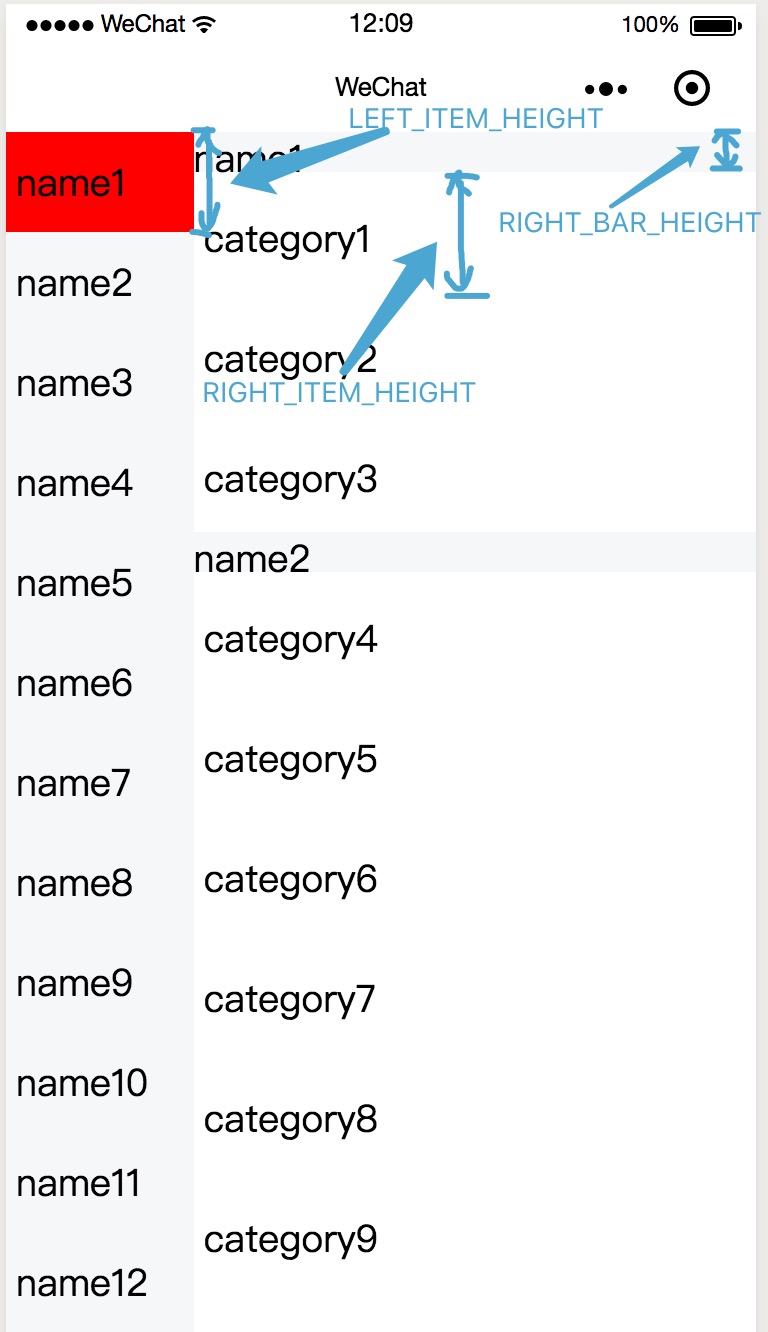 WeChat 12:09 100%
WeChat
LEFT_ITEM_HEIGHT
name1
name1
RIGHT_BAR_HEIGHT
category1
name2
category2
name3
RIGHT_ITEM_HEIGHT
name4
category3
name2
name5
category4
name6
category5
name7
name8
category6
name9
category7
name10
category8
name11
category9
name12